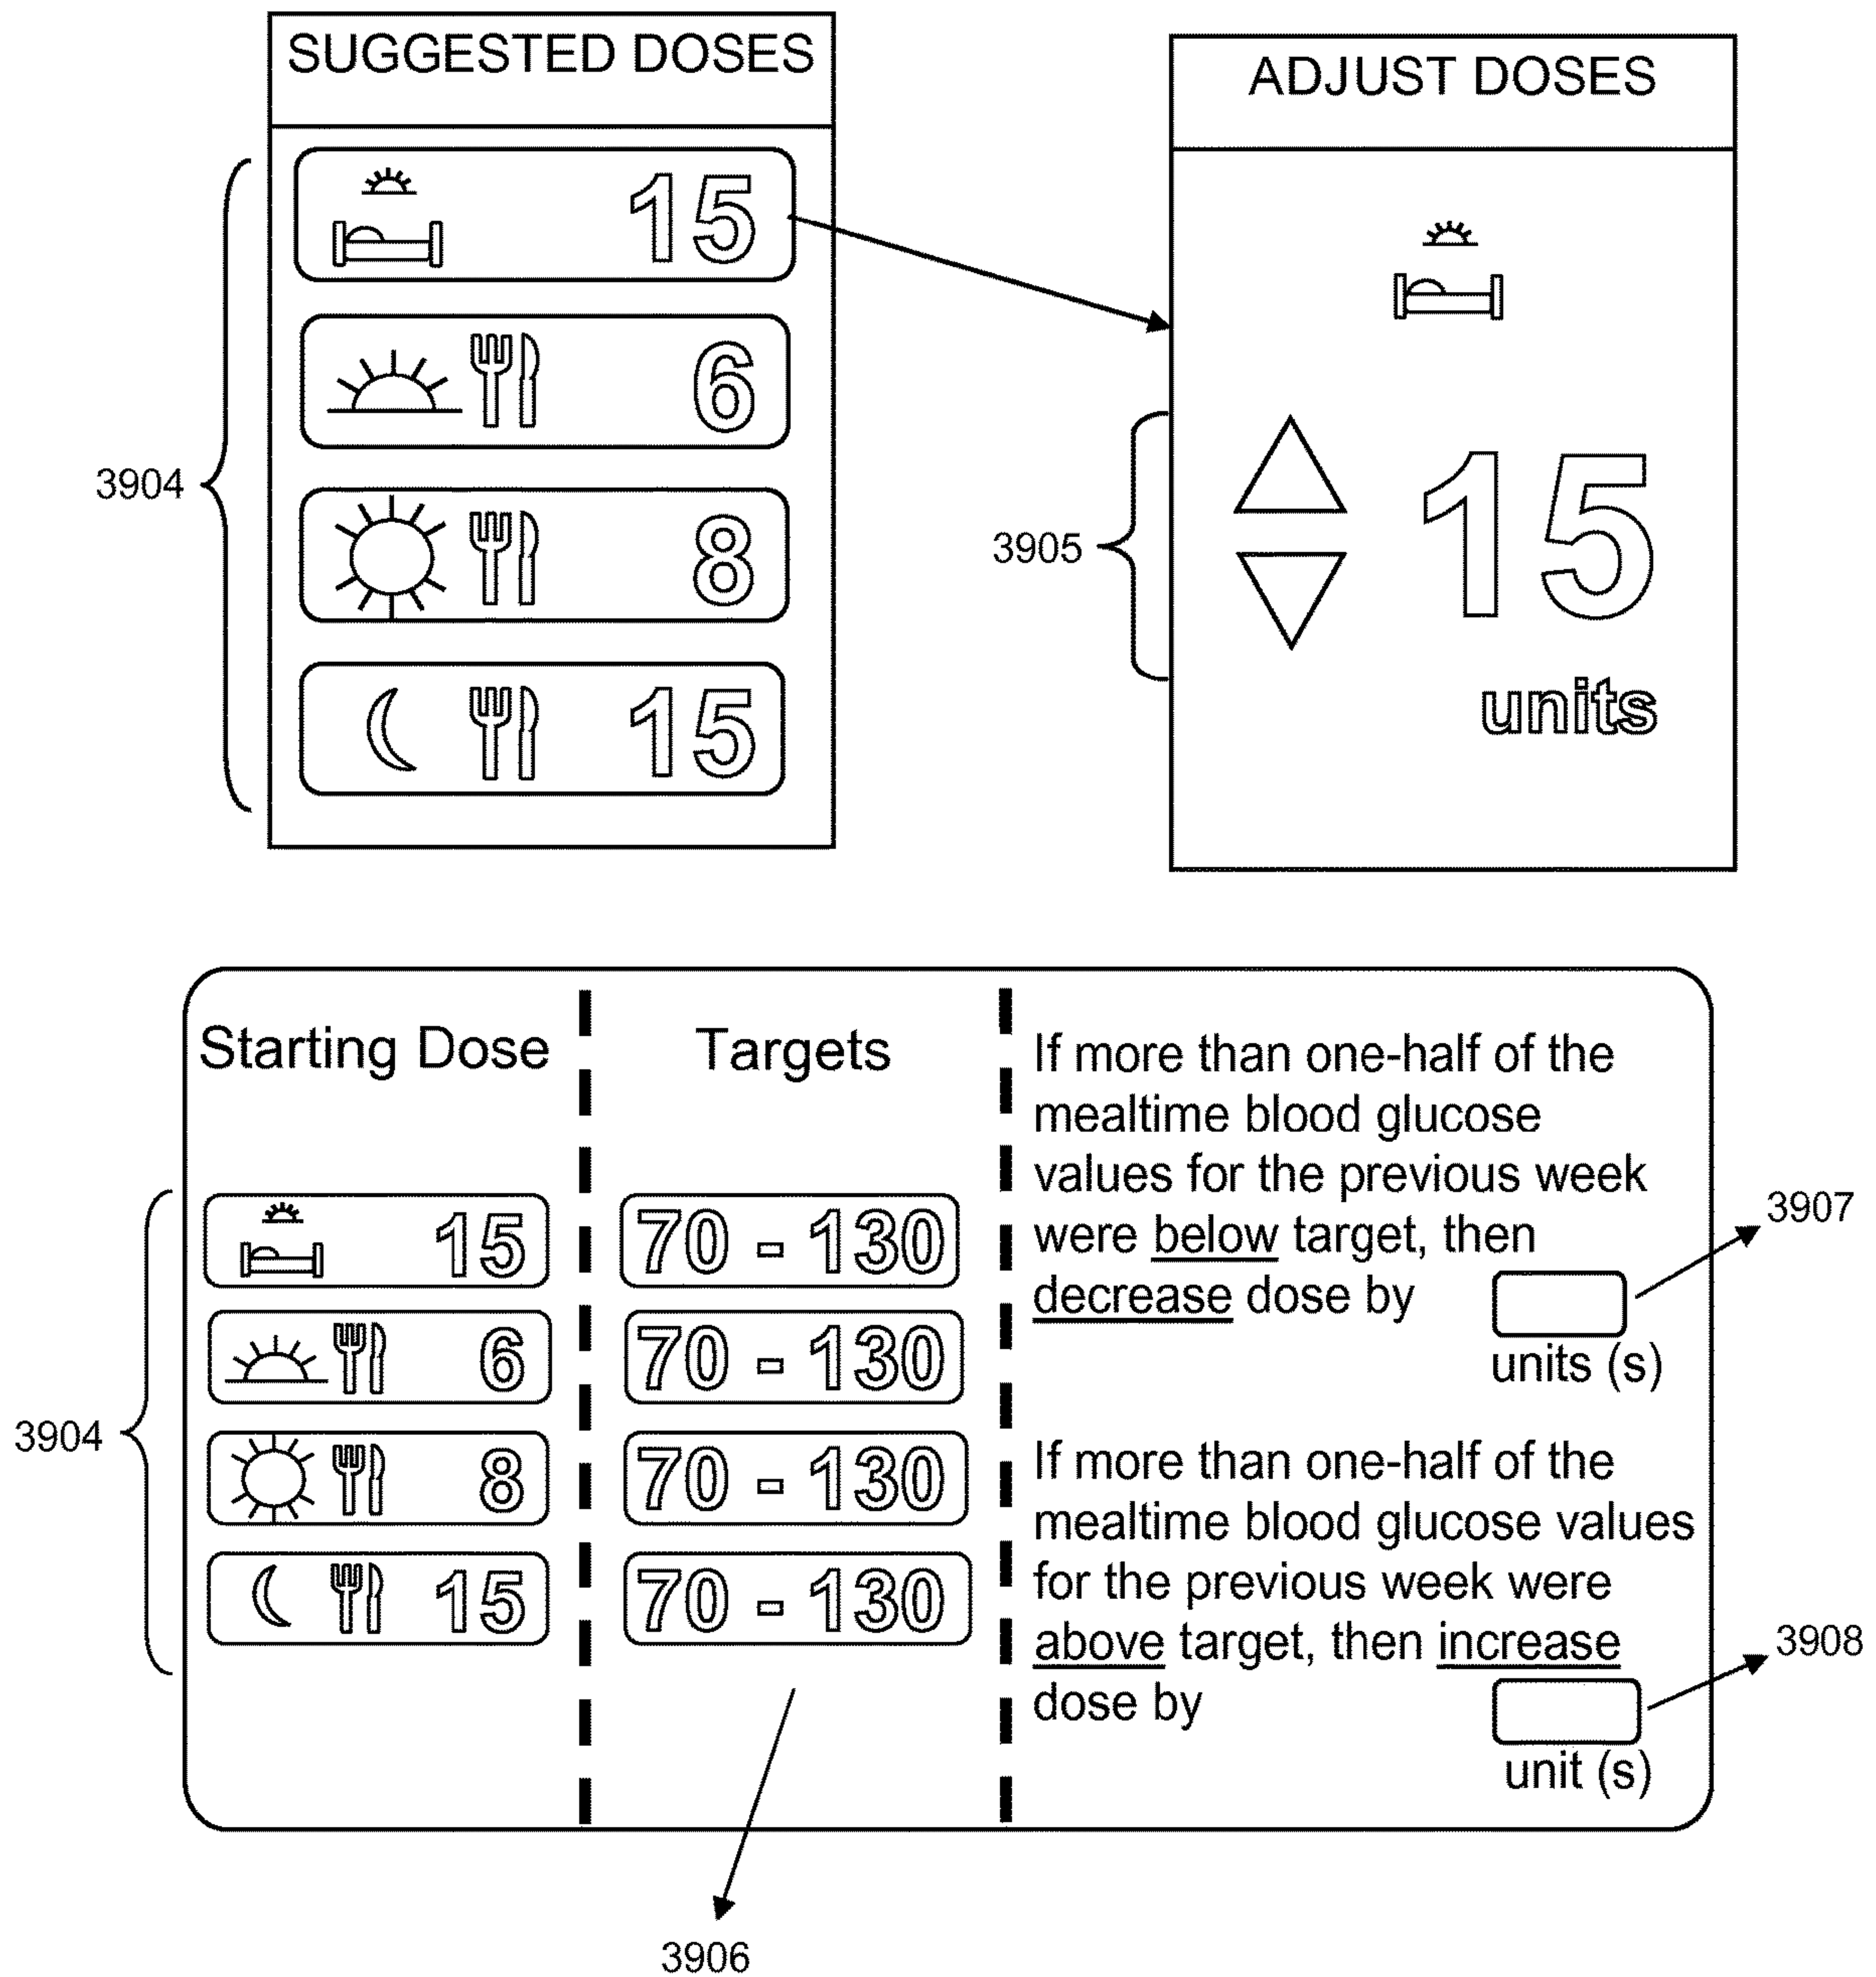 SUGGESTED DOSES
15
6
8
15
3904
ADJUST DOSES
15
units
3905
Starting Dose
15
6
8
15
3904
Targets
70 - 130
70 - 130
70 - 130
70 - 130
3906
If more than one-half of the
mealtime blood glucose
values for the previous week
were below target, then
decrease dose by
units (s)
3907
If more than one-half of the
mealtime blood glucose values
for the previous week were
above target, then increase
dose by
unit (s)
3908